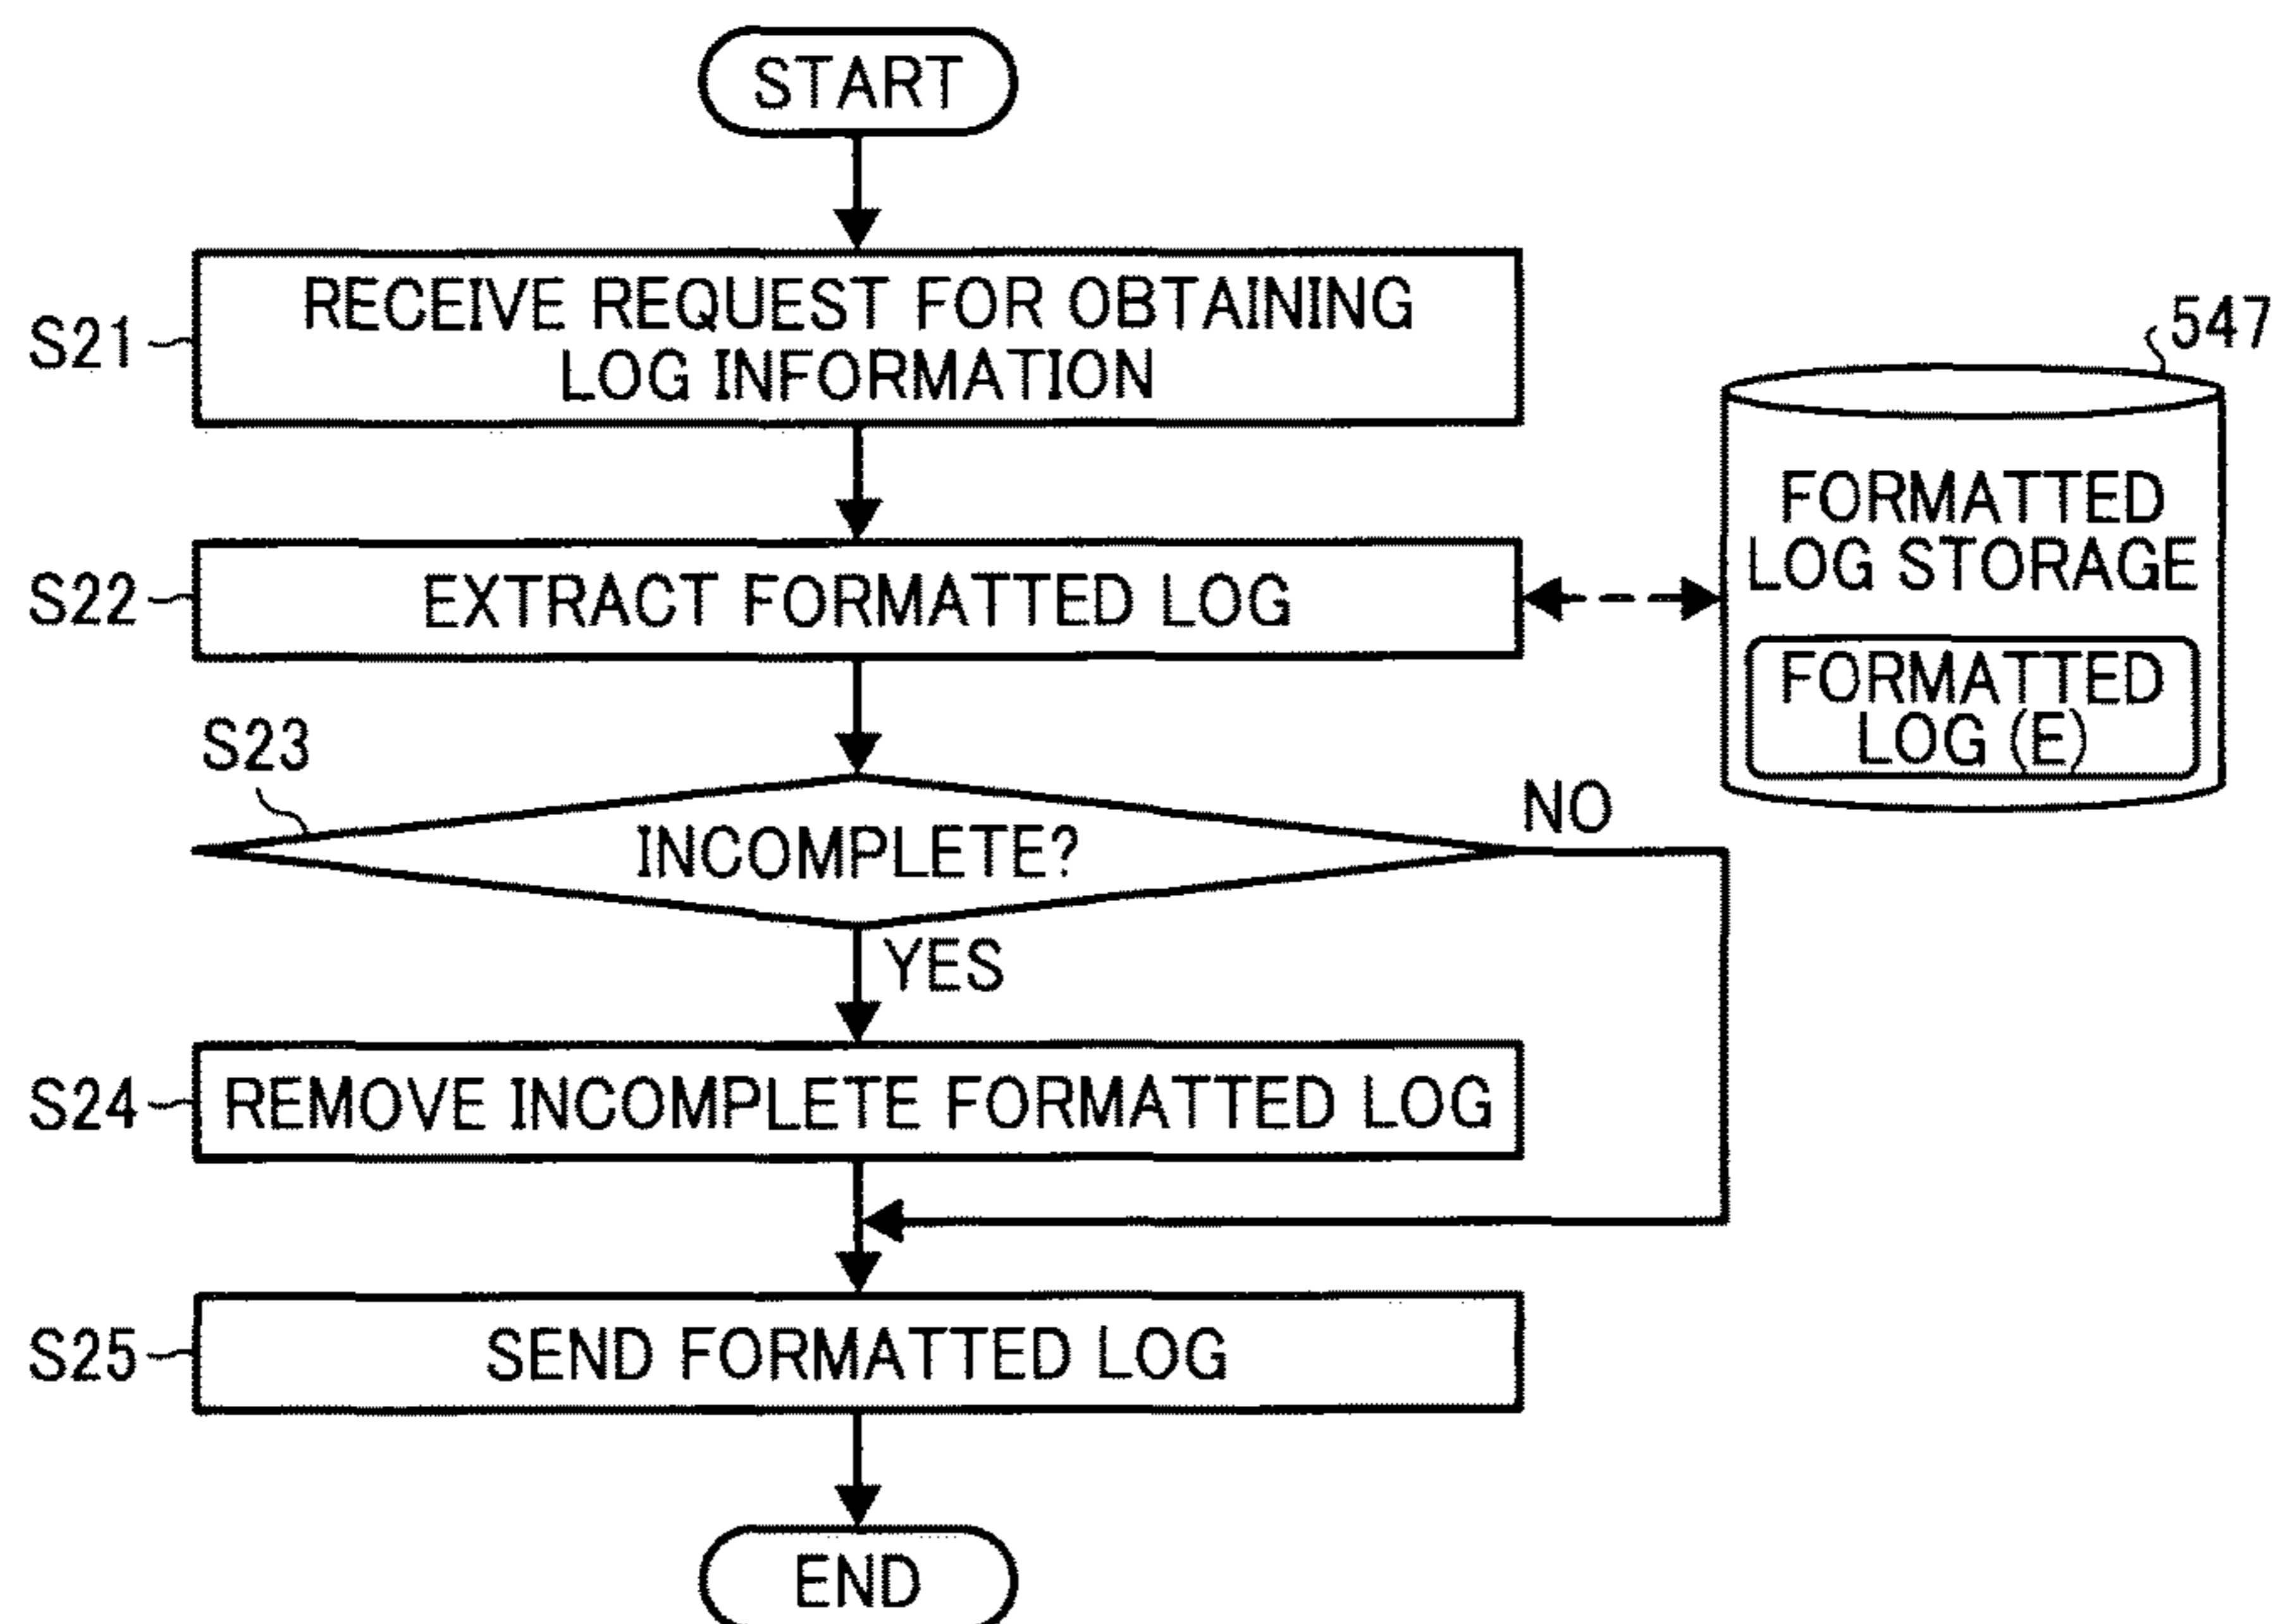 START
S21
RECEIVE REQUEST FOR OBTAINING
LOG INFORMATION
547
FORMATTED
LOG STORAGE
FORMATTED
LOG (E)
S22
EXTRACT FORMATTED LOG
S23
INCOMPLETE?
NO
YES
S24
REMOVE INCOMPLETE FORMATTED LOG
S25
SEND FORMATTED LOG
END